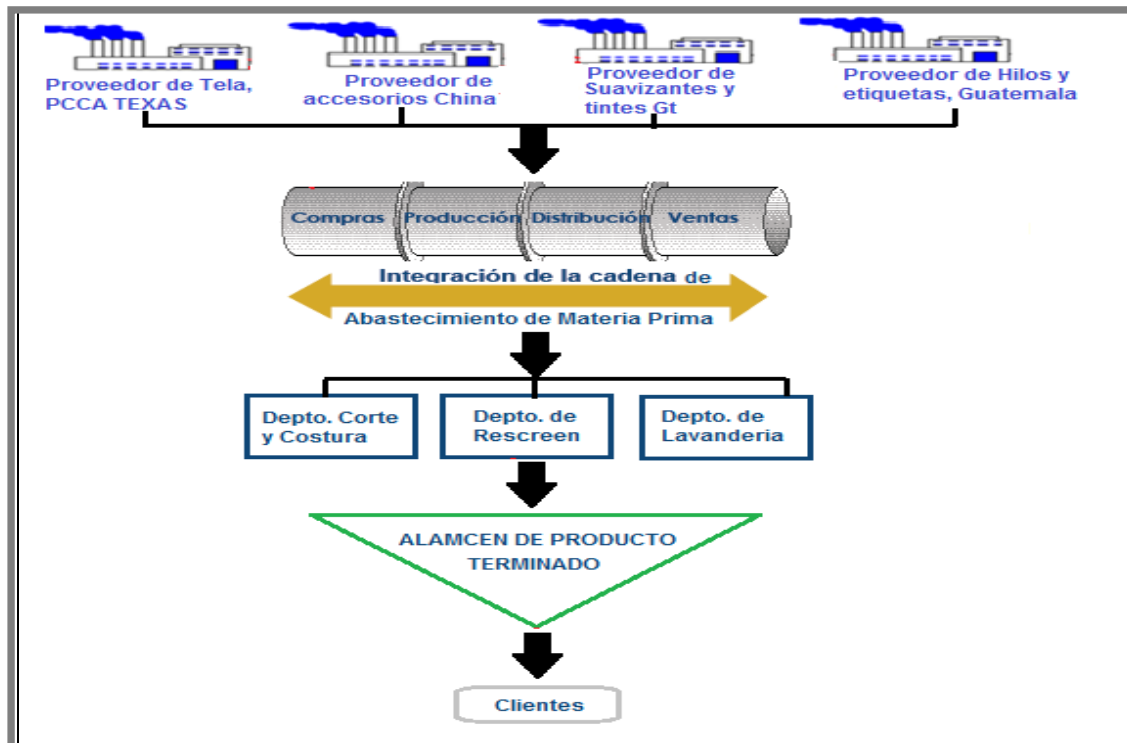 Proveedor de Tela,
PCCA TEXAS
Proveedor de
accesorios China
Proveedor de
Suavizantes y
tintes Gt
Proveedor de Hilos y
etiquetas, Guatemala
Compras Producción Distribución Ventas
Integración de la cadena de
Abastecimiento de Materia Prima
Depto. Corte
y Costura
Depto. de
Rescreen
Depto. de
Lavanderia
ALAMCEN DE PRODUCTO
TERMINADO
Clientes